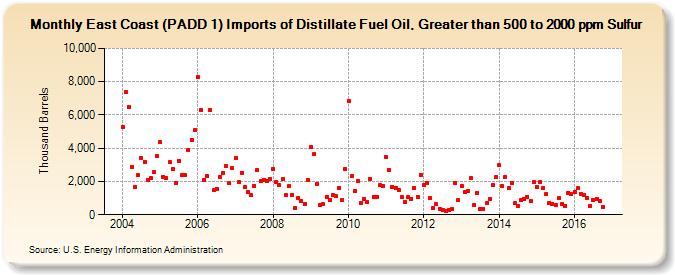 Monthly East Coast (PADD 1) Imports of Distillate Fuel Oil, Greater than 500 to 2000 ppm Sulfur
Thousand Barrels
10,000
8,000
6,000
4,000
2,000
0
2004 2006 2008 2010 2012 2014 2016
Source: U.S. Energy Information Administration